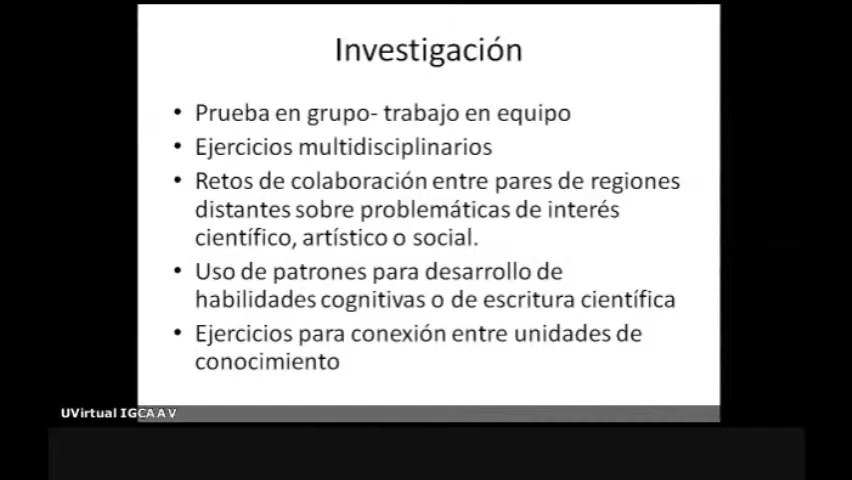 Investigación
• Prueba en grupo- trabajo en equipo
• Ejercicios multidisciplinarios
• Retos de colaboración entre pares de regiones
distantes sobre problemáticas de interés
científico, artístico o social.
• Uso de patrones para desarrollo de
habilidades cognitivas o de escritura científica
• Ejercicios para conexión entre unidades de
conocimiento
UVirtual IGCAAV